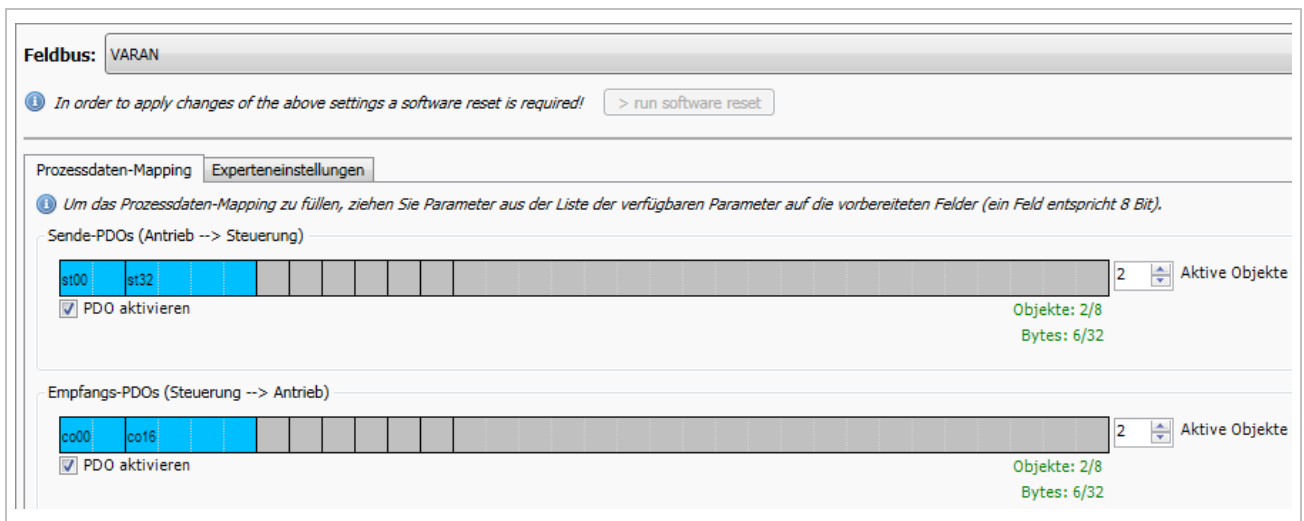 Feldbus: VARAN
In order to apply changes of the above settings a software reset is required! > run software reset
Prozessdaten-Mapping Experteneinstellungen
Um das Prozessdaten-Mapping zu füllen, ziehen Sie Parameter aus der Liste der verfügbaren Parameter auf die vorbereiteten Felder (ein Feld entspricht 8 Bit).
Sende-PDOs (Antrieb --> Steuerung)
st00 st32 2 Aktive Objekte
PDO aktivieren Objekte: 2/8
Bytes: 6/32
Empfangs-PDOs (Steuerung --> Antrieb)
co00 co16 2 Aktive Objekte
PDO aktivieren Objekte: 2/8
Bytes: 6/32